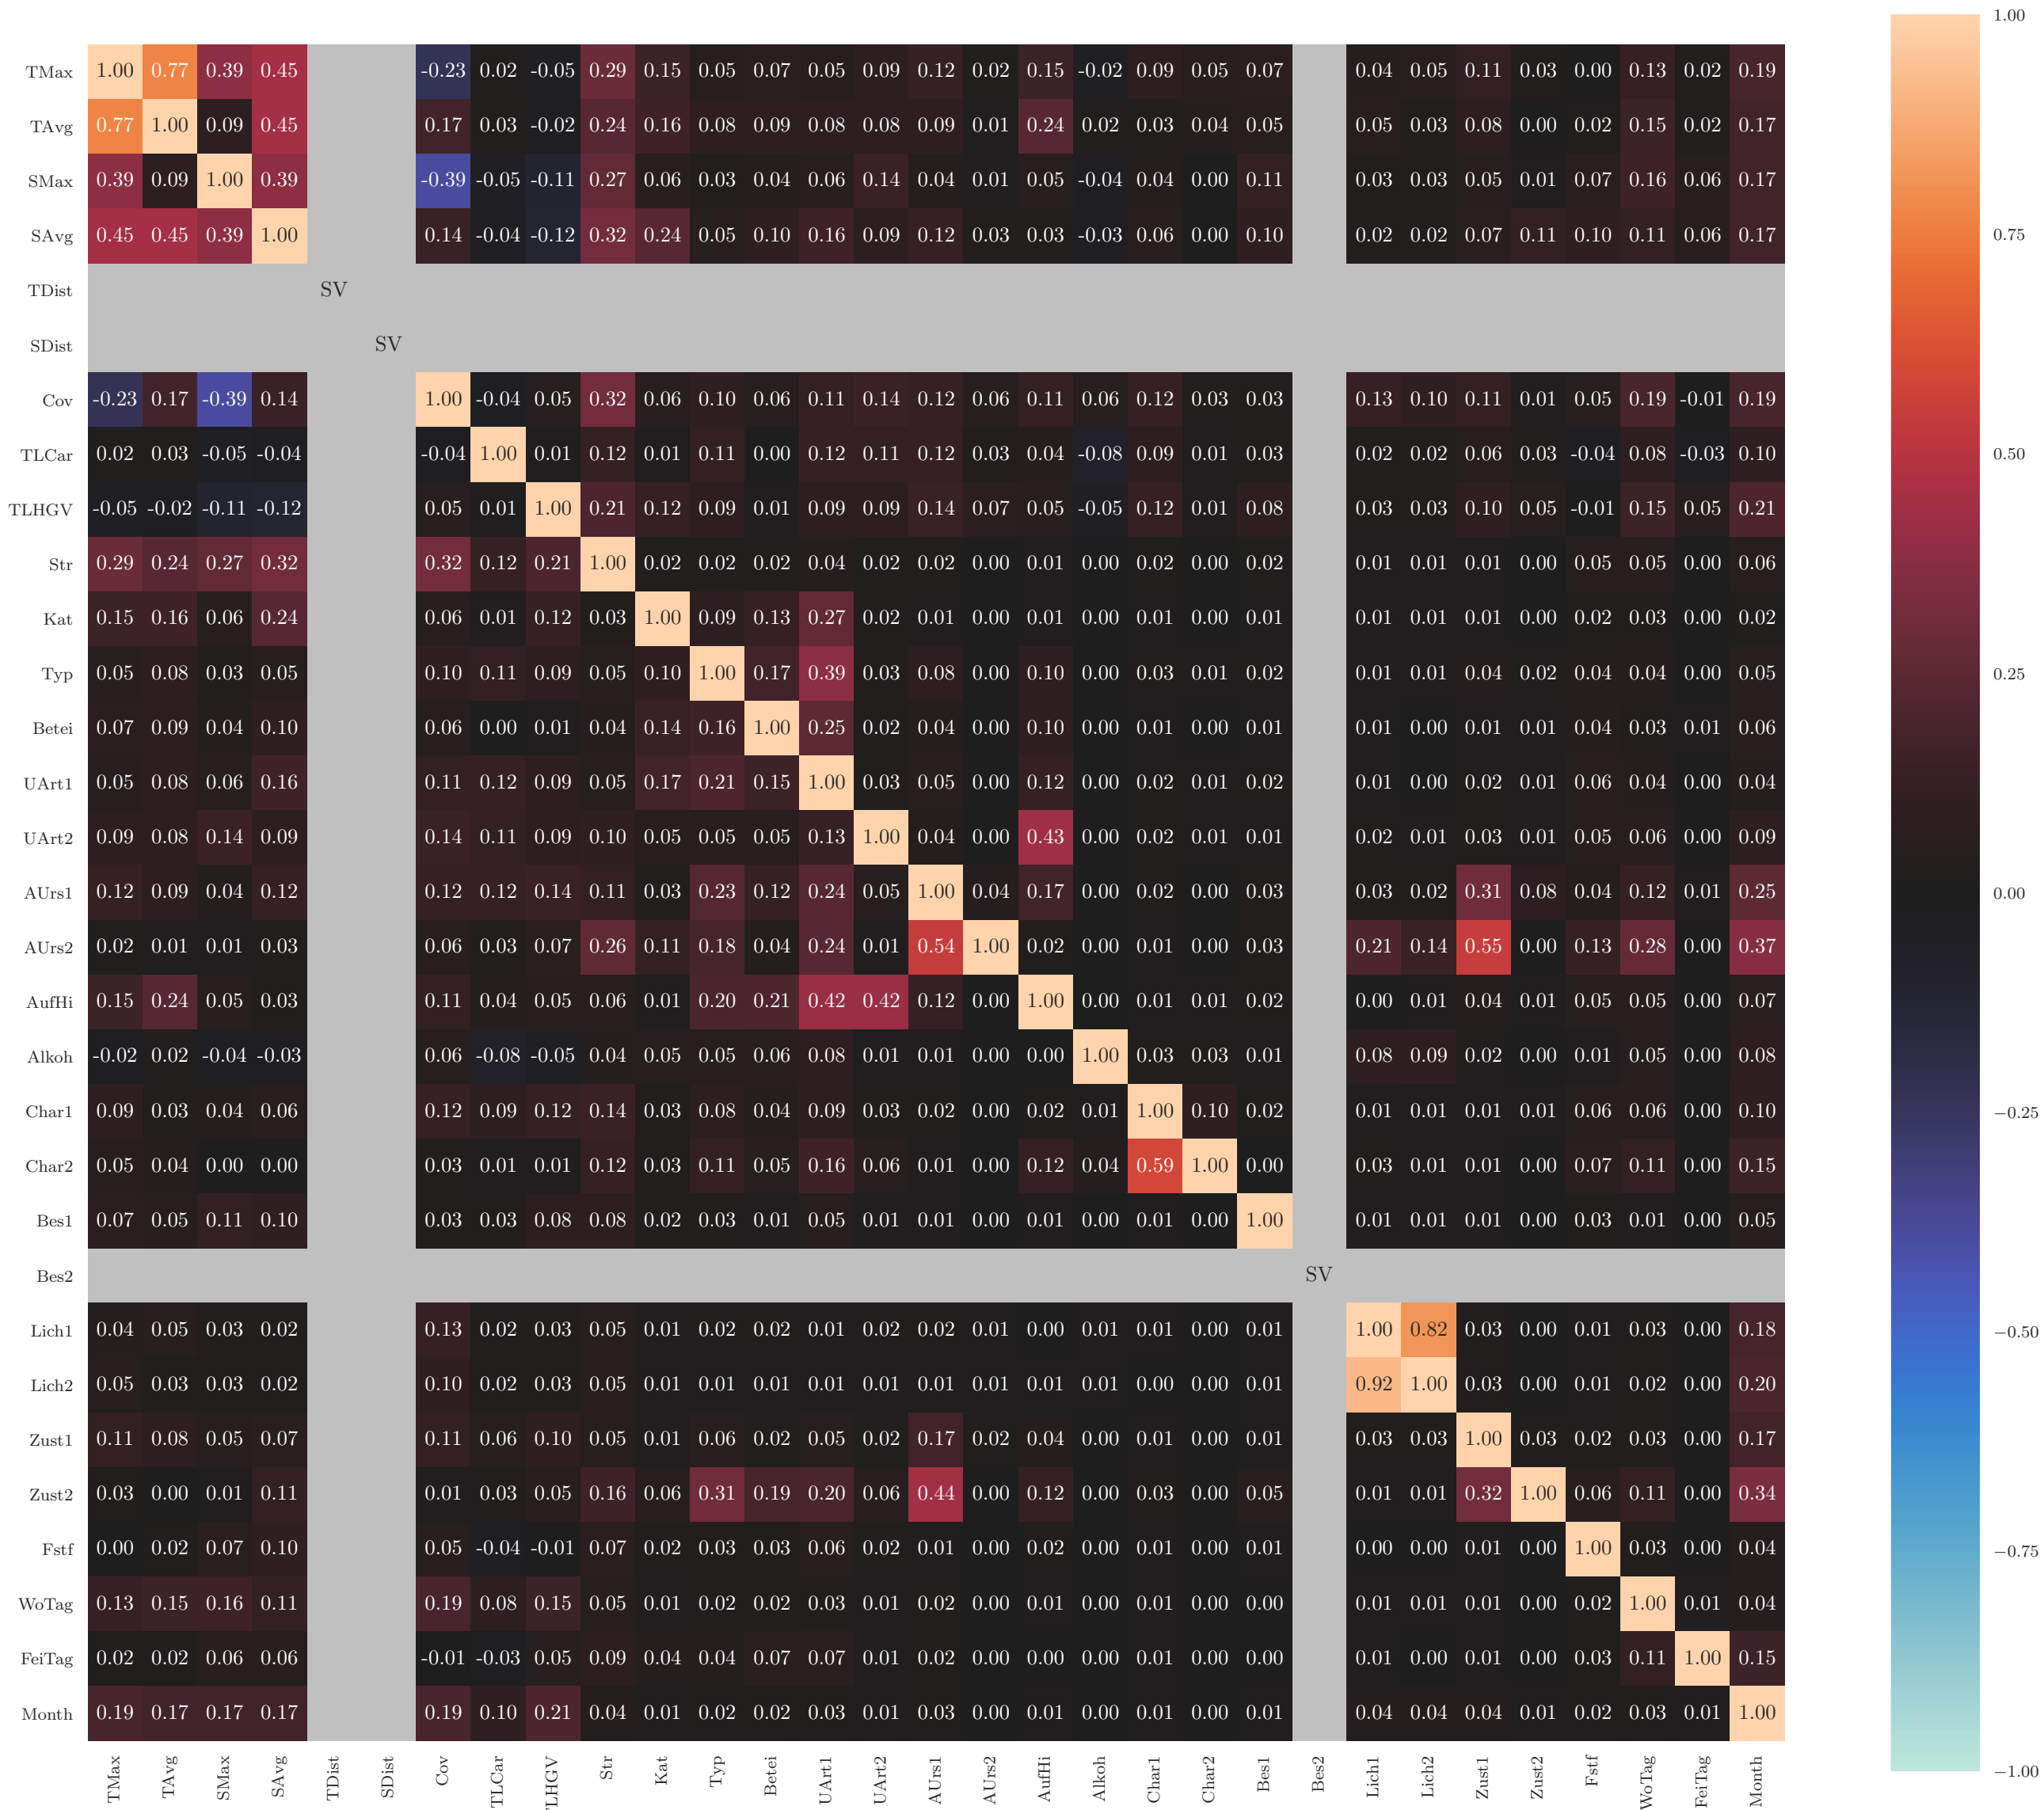 1.00
TMax 1.00 0.77 0.39 0.45 -0.23 0.02 -0.05 0.29 0.15 0.05 0.07 0.05 0.09 0.12 0.02 0.15 -0.02 0.09 0.05 0.07 0.04 0.05 0.11 0.03 0.00 0.13 0.02 0.19
TAvg 0.77 1.00 0.09 0.45 0.17 0.03 -0.02 0.24 0.16 0.08 0.09 0.08 0.08 0.09 0.01 0.24 0.02 0.03 0.04 0.05 0.05 0.03 0.08 0.00 0.02 0.15 0.02 0.17
SMax 0.39 0.09 1.00 0.39 -0.39 -0.05 -0.11 0.27 0.06 0.03 0.04 0.06 0.14 0.04 0.01 0.05 -0.04 0.04 0.00 0.11 0.03 0.03 0.05 0.01 0.07 0.16 0.06 0.17
SAvg 0.45 0.45 0.39 1.00 0.14 -0.04 -0.12 0.32 0.24 0.05 0.10 0.16 0.09 0.12 0.03 0.03 -0.03 0.06 0.00 0.10 0.02 0.02 0.07 0.11 0.10 0.11 0.06 0.17
0.75
TDist SV
SDist SV
Cov -0.23 0.17 -0.39 0.14 1.00 -0.04 0.05 0.32 0.06 0.10 0.06 0.11 0.14 0.12 0.06 0.11 0.06 0.12 0.03 0.03 0.13 0.10 0.11 0.01 0.05 0.19 -0.01 0.19
TLCar 0.02 0.03 -0.05 -0.04 -0.04 1.00 0.01 0.12 0.01 0.11 0.00 0.12 0.11 0.12 0.03 0.04 -0.08 0.09 0.01 0.03 0.02 0.02 0.06 0.03 -0.04 0.08 -0.03 0.10
0.50
TLHGV -0.05 -0.02 -0.11 -0.12 0.05 0.01 1.00 0.21 0.12 0.09 0.01 0.09 0.09 0.14 0.07 0.05 -0.05 0.12 0.01 0.08 0.03 0.03 0.10 0.05 -0.01 0.15 0.05 0.21
Str 0.29 0.24 0.27 0.32 0.32 0.12 0.21 1.00 0.02 0.02 0.02 0.04 0.02 0.02 0.00 0.01 0.00 0.02 0.00 0.02 0.01 0.01 0.01 0.00 0.05 0.05 0.00 0.06
Kat 0.15 0.16 0.06 0.24 0.06 0.01 0.12 0.03 1.00 0.09 0.13 0.27 0.02 0.01 0.00 0.01 0.00 0.01 0.00 0.01 0.01 0.01 0.01 0.00 0.02 0.03 0.00 0.02
Typ 0.05 0.08 0.03 0.05 0.10 0.11 0.09 0.05 0.10 1.00 0.17 0.39 0.03 0.08 0.00 0.10 0.00 0.03 0.01 0.02 0.01 0.01 0.04 0.02 0.04 0.04 0.00 0.05
0.25
Betei 0.07 0.09 0.04 0.10 0.06 0.00 0.01 0.04 0.14 0.16 1.00 0.25 0.02 0.04 0.00 0.10 0.00 0.01 0.00 0.01 0.01 0.00 0.01 0.01 0.04 0.03 0.01 0.06
UArt1 0.05 0.08 0.06 0.16 0.11 0.12 0.09 0.05 0.17 0.21 0.15 1.00 0.03 0.05 0.00 0.12 0.00 0.02 0.01 0.02 0.01 0.00 0.02 0.01 0.06 0.04 0.00 0.04
UArt2 0.09 0.08 0.14 0.09 0.14 0.11 0.09 0.10 0.05 0.05 0.05 0.13 1.00 0.04 0.00 0.43 0.00 0.02 0.01 0.01 0.02 0.01 0.03 0.01 0.05 0.06 0.00 0.09
AUrs1 0.12 0.09 0.04 0.12 0.12 0.12 0.14 0.11 0.03 0.23 0.12 0.24 0.05 1.00 0.04 0.17 0.00 0.02 0.00 0.03 0.03 0.02 0.31 0.08 0.04 0.12 0.01 0.25
0.00
AUrs2 0.02 0.01 0.01 0.03 0.06 0.03 0.07 0.26 0.11 0.18 0.04 0.24 0.01 0.54 1.00 0.02 0.00 0.01 0.00 0.03 0.21 0.14 0.55 0.00 0.13 0.28 0.00 0.37
AufHi 0.15 0.24 0.05 0.03 0.11 0.04 0.05 0.06 0.01 0.20 0.21 0.42 0.42 0.12 0.00 1.00 0.00 0.01 0.01 0.02 0.00 0.01 0.04 0.01 0.05 0.05 0.00 0.07
Alkoh -0.02 0.02 -0.04 -0.03 0.06 -0.08 -0.05 0.04 0.05 0.05 0.06 0.08 0.01 0.01 0.00 0.00 1.00 0.03 0.03 0.01 0.08 0.09 0.02 0.00 0.01 0.05 0.00 0.08
Char1 0.09 0.03 0.04 0.06 0.12 0.09 0.12 0.14 0.03 0.08 0.04 0.09 0.03 0.02 0.00 0.02 0.01 1.00 0.10 0.02 0.01 0.01 0.01 0.01 0.06 0.06 0.00 0.10
−0.25
Char2 0.05 0.04 0.00 0.00 0.03 0.01 0.01 0.12 0.03 0.11 0.05 0.16 0.06 0.01 0.00 0.12 0.04 0.59 1.00 0.00 0.03 0.01 0.01 0.00 0.07 0.11 0.00 0.15
Bes1 0.07 0.05 0.11 0.10 0.03 0.03 0.08 0.08 0.02 0.03 0.01 0.05 0.01 0.01 0.00 0.01 0.00 0.01 0.00 1.00 0.01 0.01 0.01 0.00 0.03 0.01 0.00 0.05
Bes2 SV
Lich1 0.04 0.05 0.03 0.02 0.13 0.02 0.03 0.05 0.01 0.02 0.02 0.01 0.02 0.02 0.01 0.00 0.01 0.01 0.00 0.01 1.00 0.82 0.03 0.00 0.01 0.03 0.00 0.18
−0.50
Lich2 0.05 0.03 0.03 0.02 0.10 0.02 0.03 0.05 0.01 0.01 0.01 0.01 0.01 0.01 0.01 0.01 0.01 0.00 0.00 0.01 0.92 1.00 0.03 0.00 0.01 0.02 0.00 0.20
Zust1 0.11 0.08 0.05 0.07 0.11 0.06 0.10 0.05 0.01 0.06 0.02 0.05 0.02 0.17 0.02 0.04 0.00 0.01 0.00 0.01 0.03 0.03 1.00 0.03 0.02 0.03 0.00 0.17
Zust2 0.03 0.00 0.01 0.11 0.01 0.03 0.05 0.16 0.06 0.31 0.19 0.20 0.06 0.44 0.00 0.12 0.00 0.03 0.00 0.05 0.01 0.01 0.32 1.00 0.06 0.11 0.00 0.34
Fstf 0.00 0.02 0.07 0.10 0.05 -0.04 -0.01 0.07 0.02 0.03 0.03 0.06 0.02 0.01 0.00 0.02 0.00 0.01 0.00 0.01 0.00 0.00 0.01 0.00 1.00 0.03 0.00 0.04
−0.75
WoTag 0.13 0.15 0.16 0.11 0.19 0.08 0.15 0.05 0.01 0.02 0.02 0.03 0.01 0.02 0.00 0.01 0.00 0.01 0.00 0.00 0.01 0.01 0.01 0.00 0.02 1.00 0.01 0.04
FeiTag 0.02 0.02 0.06 0.06 -0.01 -0.03 0.05 0.09 0.04 0.04 0.07 0.07 0.01 0.02 0.00 0.00 0.00 0.01 0.00 0.00 0.01 0.00 0.01 0.00 0.03 0.11 1.00 0.15
Month 0.19 0.17 0.17 0.17 0.19 0.10 0.21 0.04 0.01 0.02 0.02 0.03 0.01 0.03 0.00 0.01 0.00 0.01 0.00 0.01 0.04 0.04 0.04 0.01 0.02 0.03 0.01 1.00
−1.00
TMax TAvg SMax SAvg TDist SDist Cov TLCar TLHGV Str Kat Typ Betei UArt1 UArt2 AUrs1 AUrs2 AufHi Alkoh Char1 Char2 Bes1 Bes2 Lich1 Lich2 Zust1 Zust2 Fstf WoTag FeiTag Month